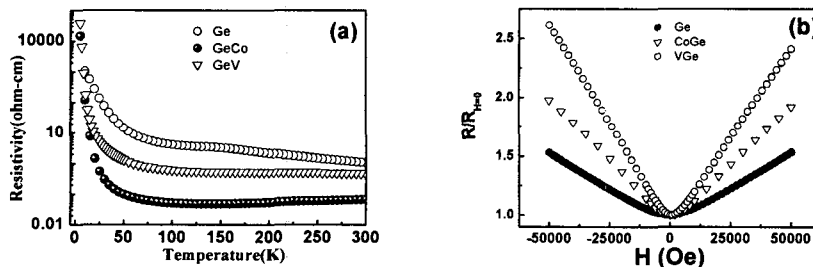 (a)
Ge
GeCo
GeV
10000
10
0.01
Resistivity(ohm-cm)
0 50 100 150 200 250 300
Temperature(K)
(b)
Ge
CoGe
VGe
2.5
2.0
1.5
1.0
R/R_H=0
-50000 -25000 0 25000 50000
H (Oe)